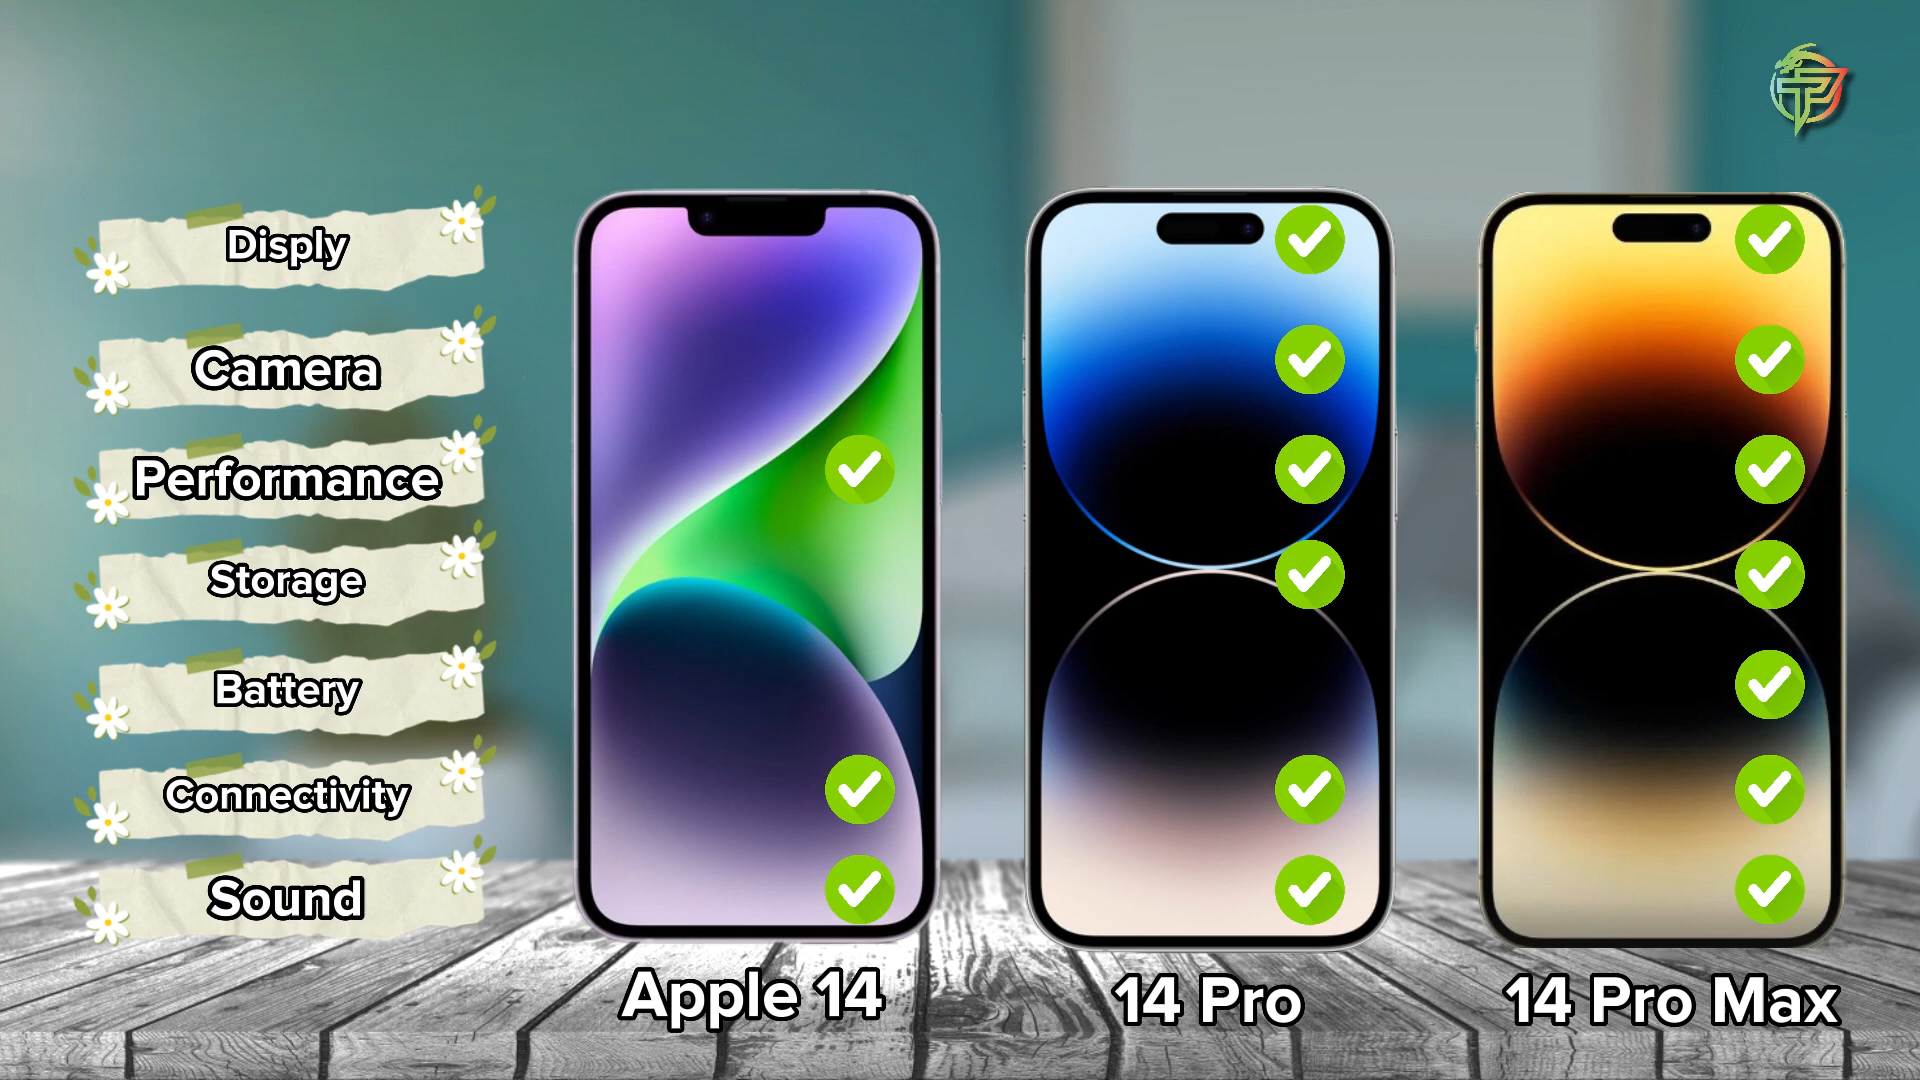 Disply
Camera
Performance
Storage
Battery
Connectivity
Sound
Apple 14
14 Pro
14 Pro Max